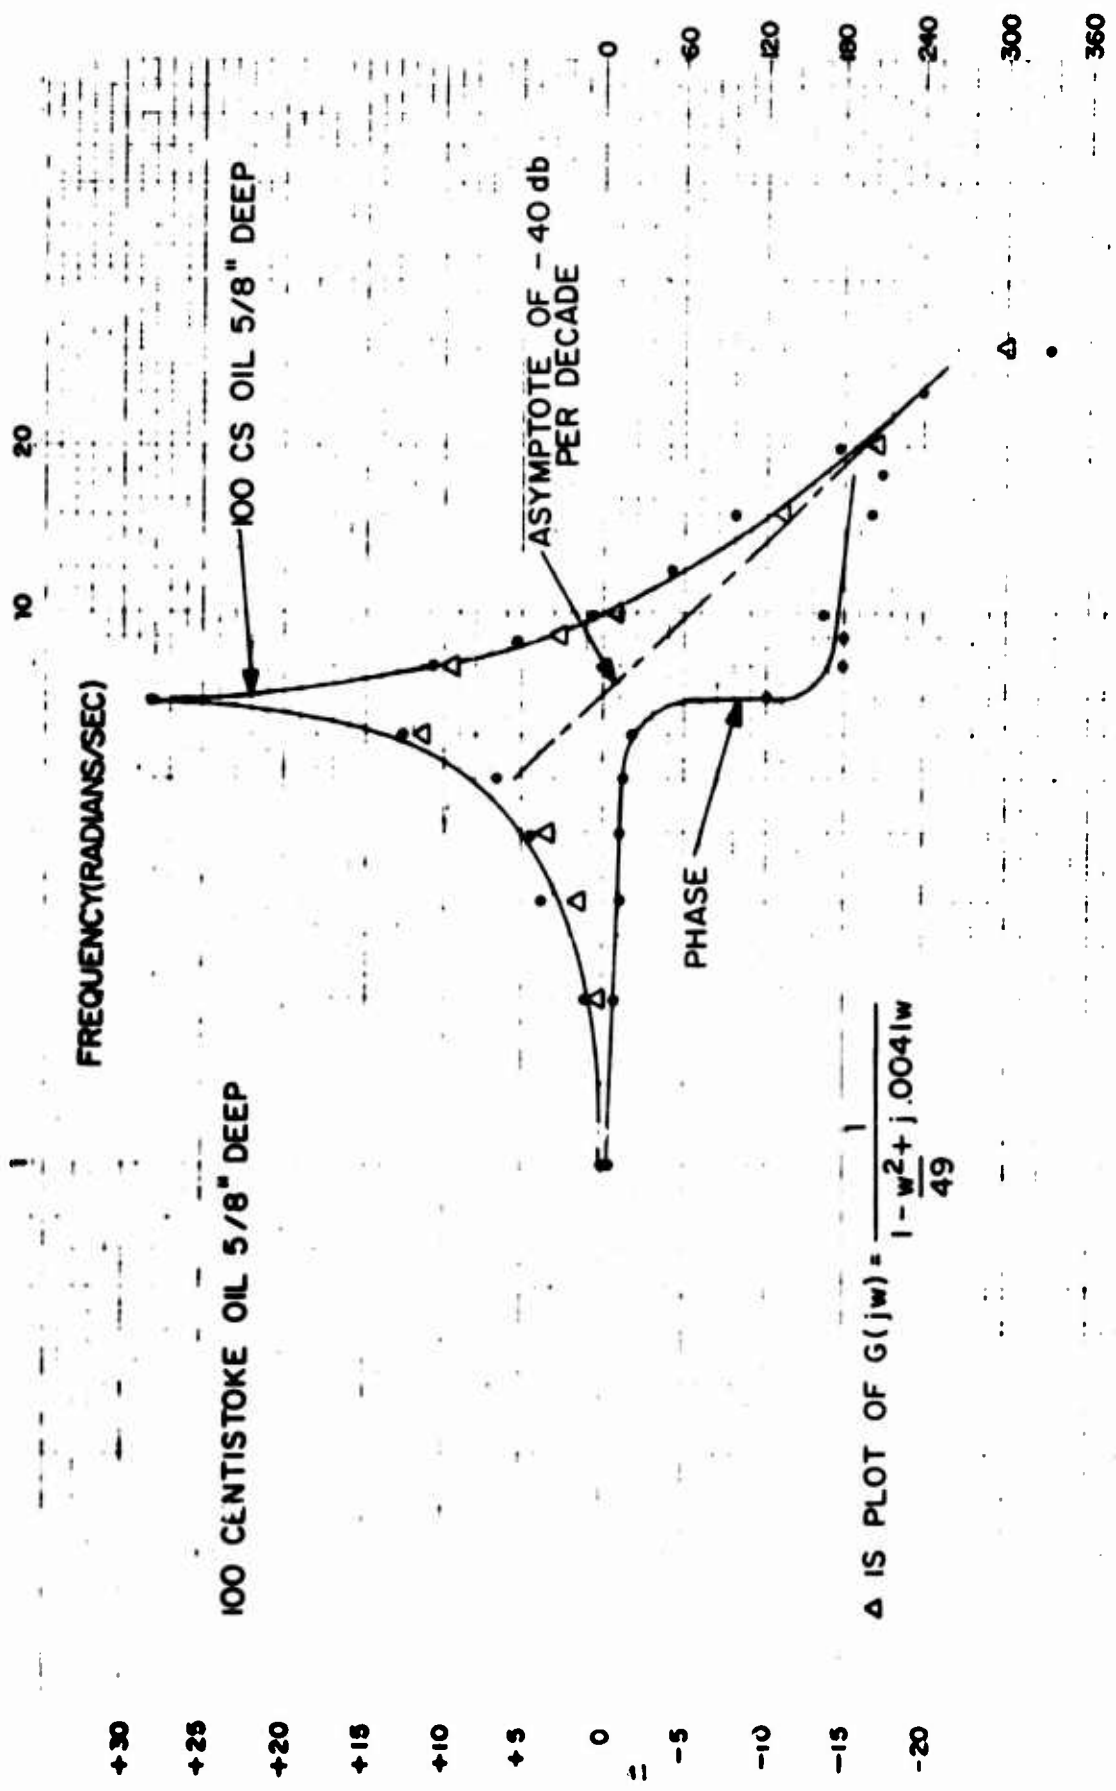 1
10
20
FREQUENCY(RADIANS/SEC)
100 CENTISTOKE OIL 5/8" DEEP
100 CS OIL 5/8" DEEP
ASYMPTOTE OF -40 db
PER DECADE
PHASE
Δ IS PLOT OF G(jw) = 1
1 - w2 + j .0041w
49
+30
+25
+20
+15
+10
+5
0
-5
-10
-15
-20
0
-60
-120
-180
-240
-300
-360